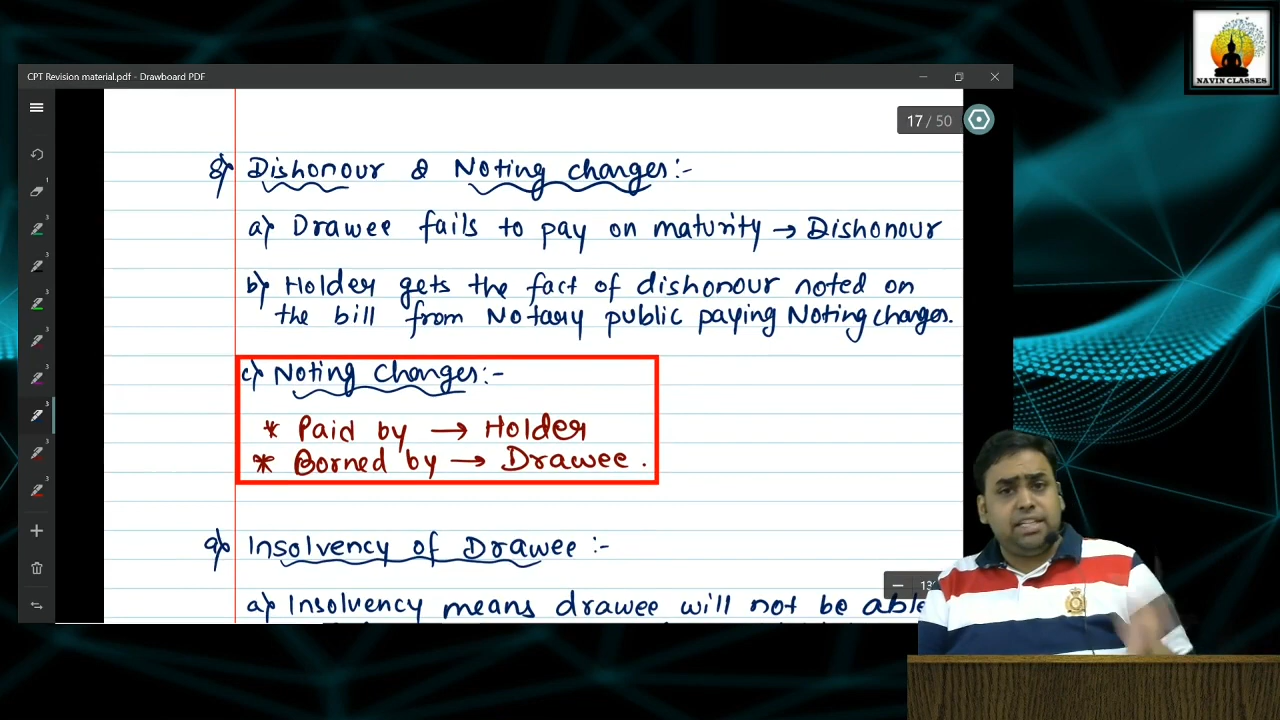 NAVIN CLASSES
CPT Revision material.pdf - Drawboard PDF
17 / 50
8) Dishonour & Noting charges:-
a) Drawee fails to pay on maturity → Dishonour
b) Holder gets the fact of dishonour noted on
the bill from Notary public paying Noting charges.
c) Noting Charges:-
* Paid by → Holder
* Borned by → Drawee.
9) Insolvency of Drawee :-
a) Insolvency means drawee will not be able